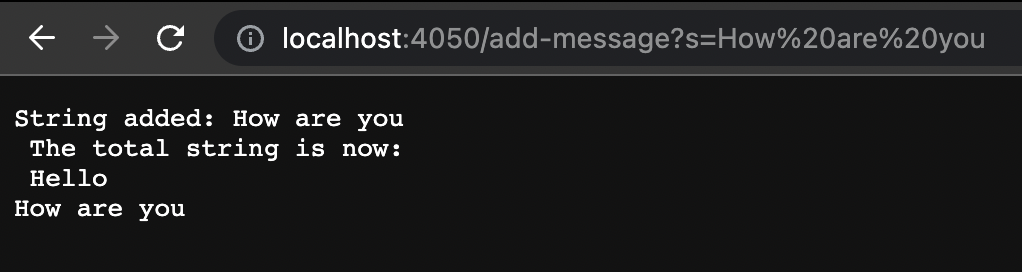 localhost:4050/add-message?s=How%20are%20you
String added: How are you
The total string is now:
Hello
How are you